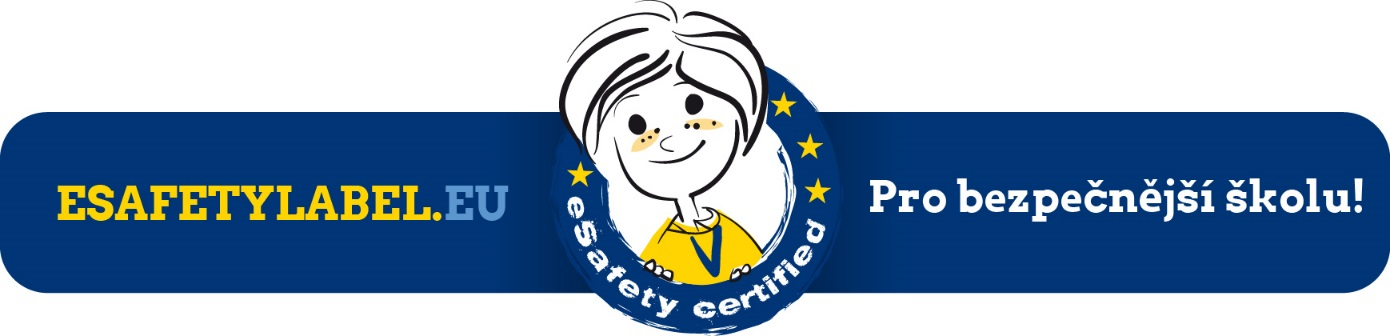 ESAFETYLABEL.EU
eSafety certified
Pro bezpečnější školu!